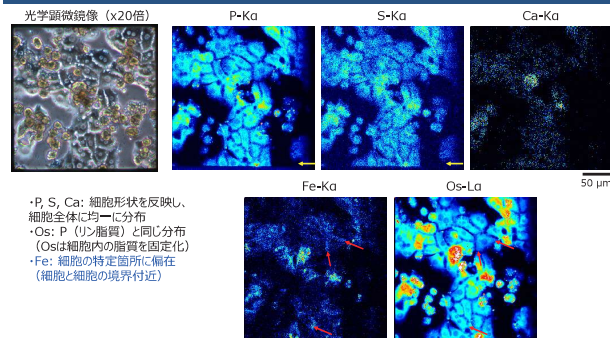 光学顕微鏡像（x20倍）
P-Kα
S-Kα
Ca-Kα
50 μm
Fe-Kα
Os-Lα
・P, S, Ca: 細胞形状を反映し、
細胞全体に均一に分布
・Os: P（リン脂質）と同じ分布
（Osは細胞内の脂質を固定化）
・Fe: 細胞の特定箇所に偏在
（細胞と細胞の境界付近）